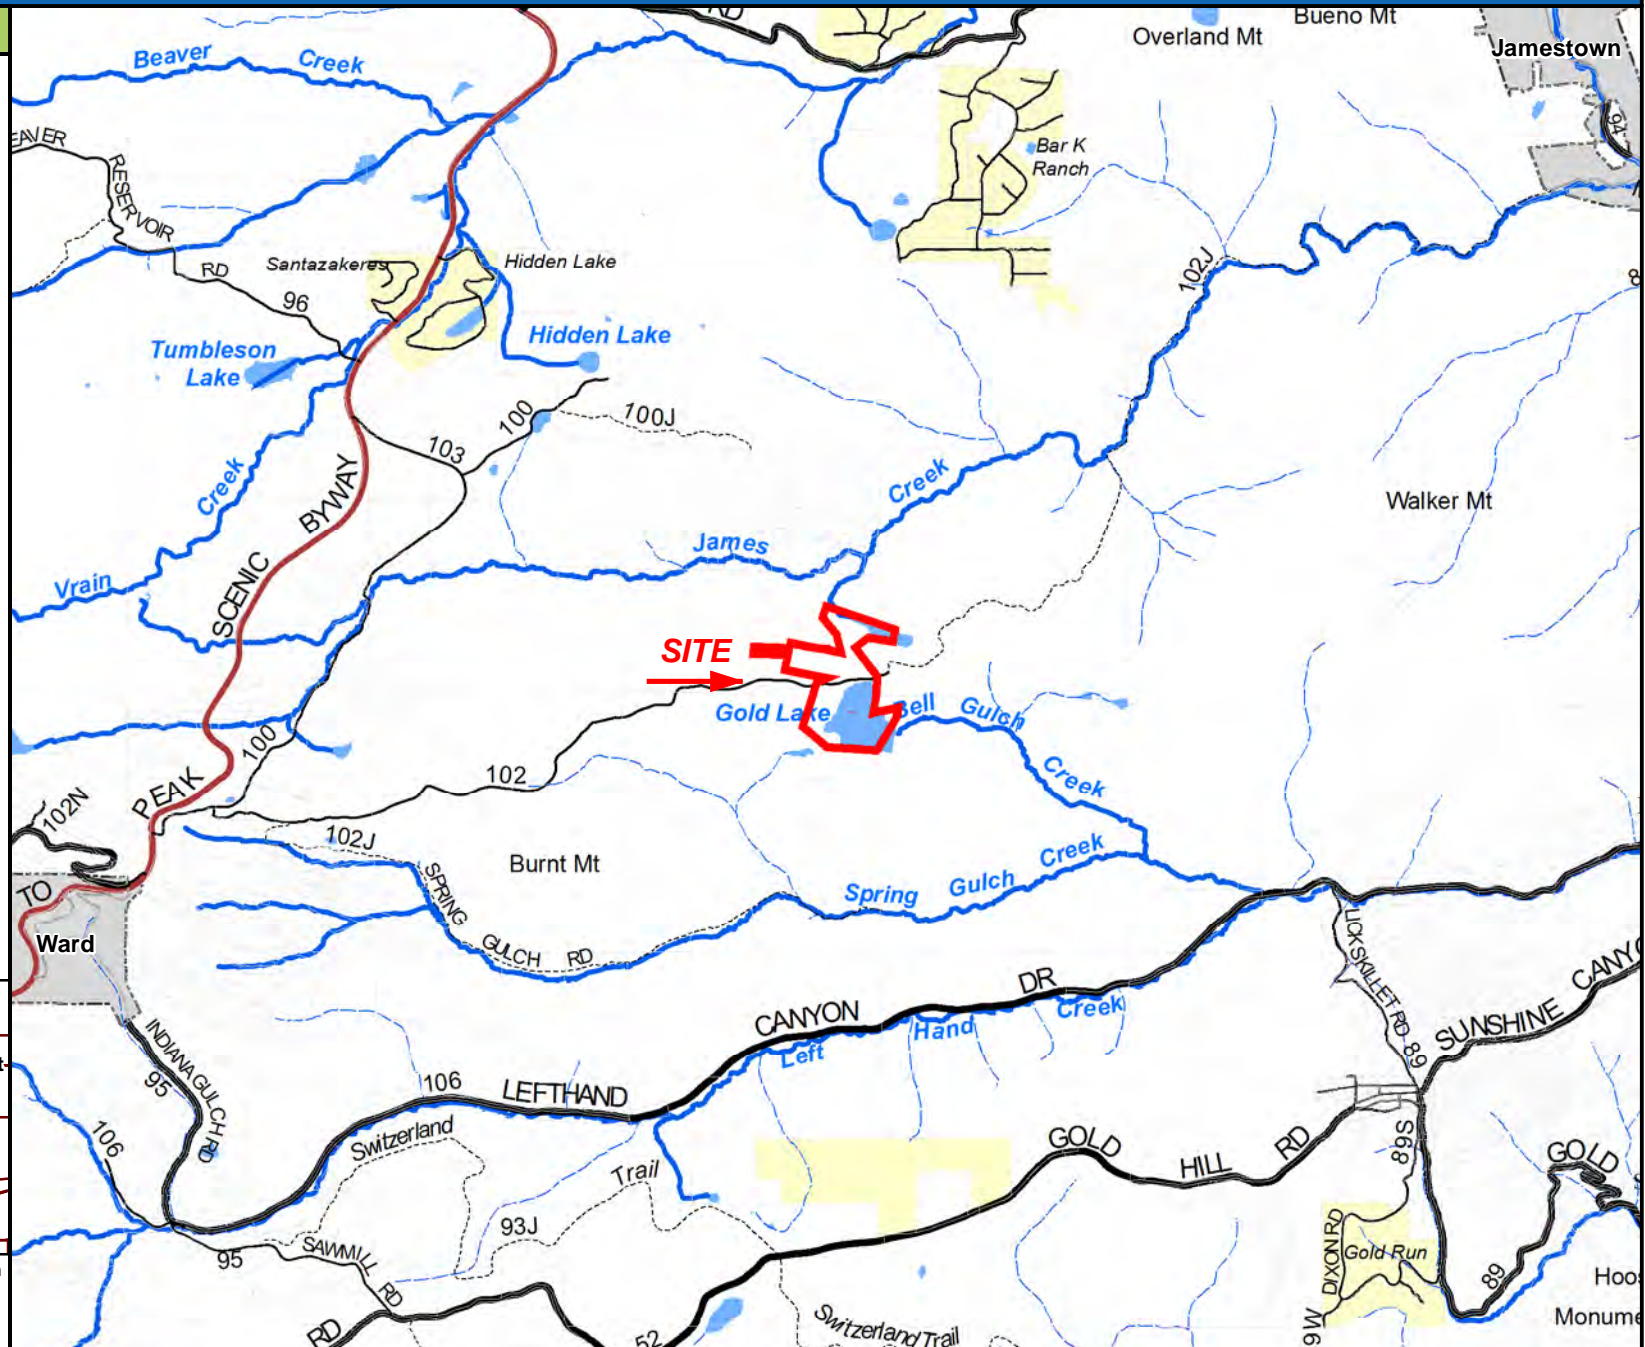 Bueno Mt
Overland Mt
Jamestown
Beaver Creek
94
RESERVOIR
RD
96
Bar K
Ranch
Santazakeres
Hidden Lake
102J
Tumbleson
Lake
Hidden Lake
100
100J
103
Creek
BYWAY
Creek
Walker Mt
James
Vrain
SCENIC
SITE
Gold Lake
Bell Gulch
Creek
100
102
PEAK
102N
102J
Burnt Mt
SPRING
GULCH RD
Spring Gulch Creek
TO
Ward
LICKSKILLET RD
89
SUNSHINE
CANYON DR
Left Hand Creek
INDIANA GULCH RD
95
106
LEFTHAND
106
Switzerland
Trail
GOLD HILL RD
89S
GOLD
93J
95
SAWMILL
RD
DIXON RD
Gold Run
89
RD
52
Switzerland Trail